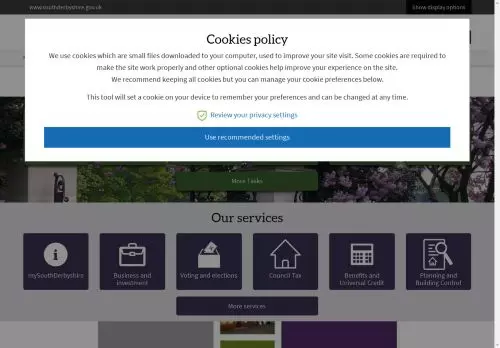 www.southderbyshire.gov.uk
Show display options
Cookies policy
We use cookies which are small files downloaded to your computer, used to improve your site visit. Some cookies are required to
make the site work properly and other optional cookies help improve your experience on the site.
We recommend keeping all cookies but you can manage your cookie preferences below.
This tool will set a cookie on your device to remember your preferences and can be changed at any time.
Review your privacy settings
Use recommended settings
More links
Our services
mySouthDerbyshire
Business and
investment
Voting and elections
Council Tax
Benefits and
Universal Credit
Planning and
Building Control
More services